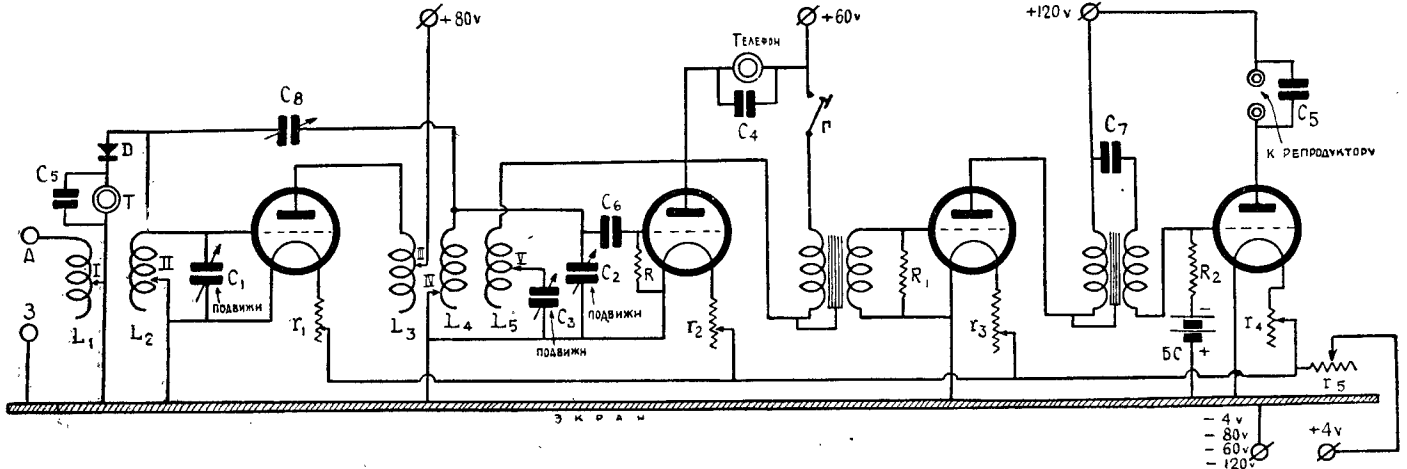 +80v
Телефон
+60v
+120v
C8
C4
Г
C7
C5
К РЕПРОДУКТОРУ
D
C5
T
C6
А
I
III
C1
ПОДВИЖН
II
IV
V
C2
ПОДВИЖН
R
R1
R2
З
L1
L2
r1
L3
L4
L5
C3
ПОДВИЖН
r2
r3
БС
-
+
r4
r5
ЭКРАН
- 4v
- 80v
- 60v
- 120v
+4v